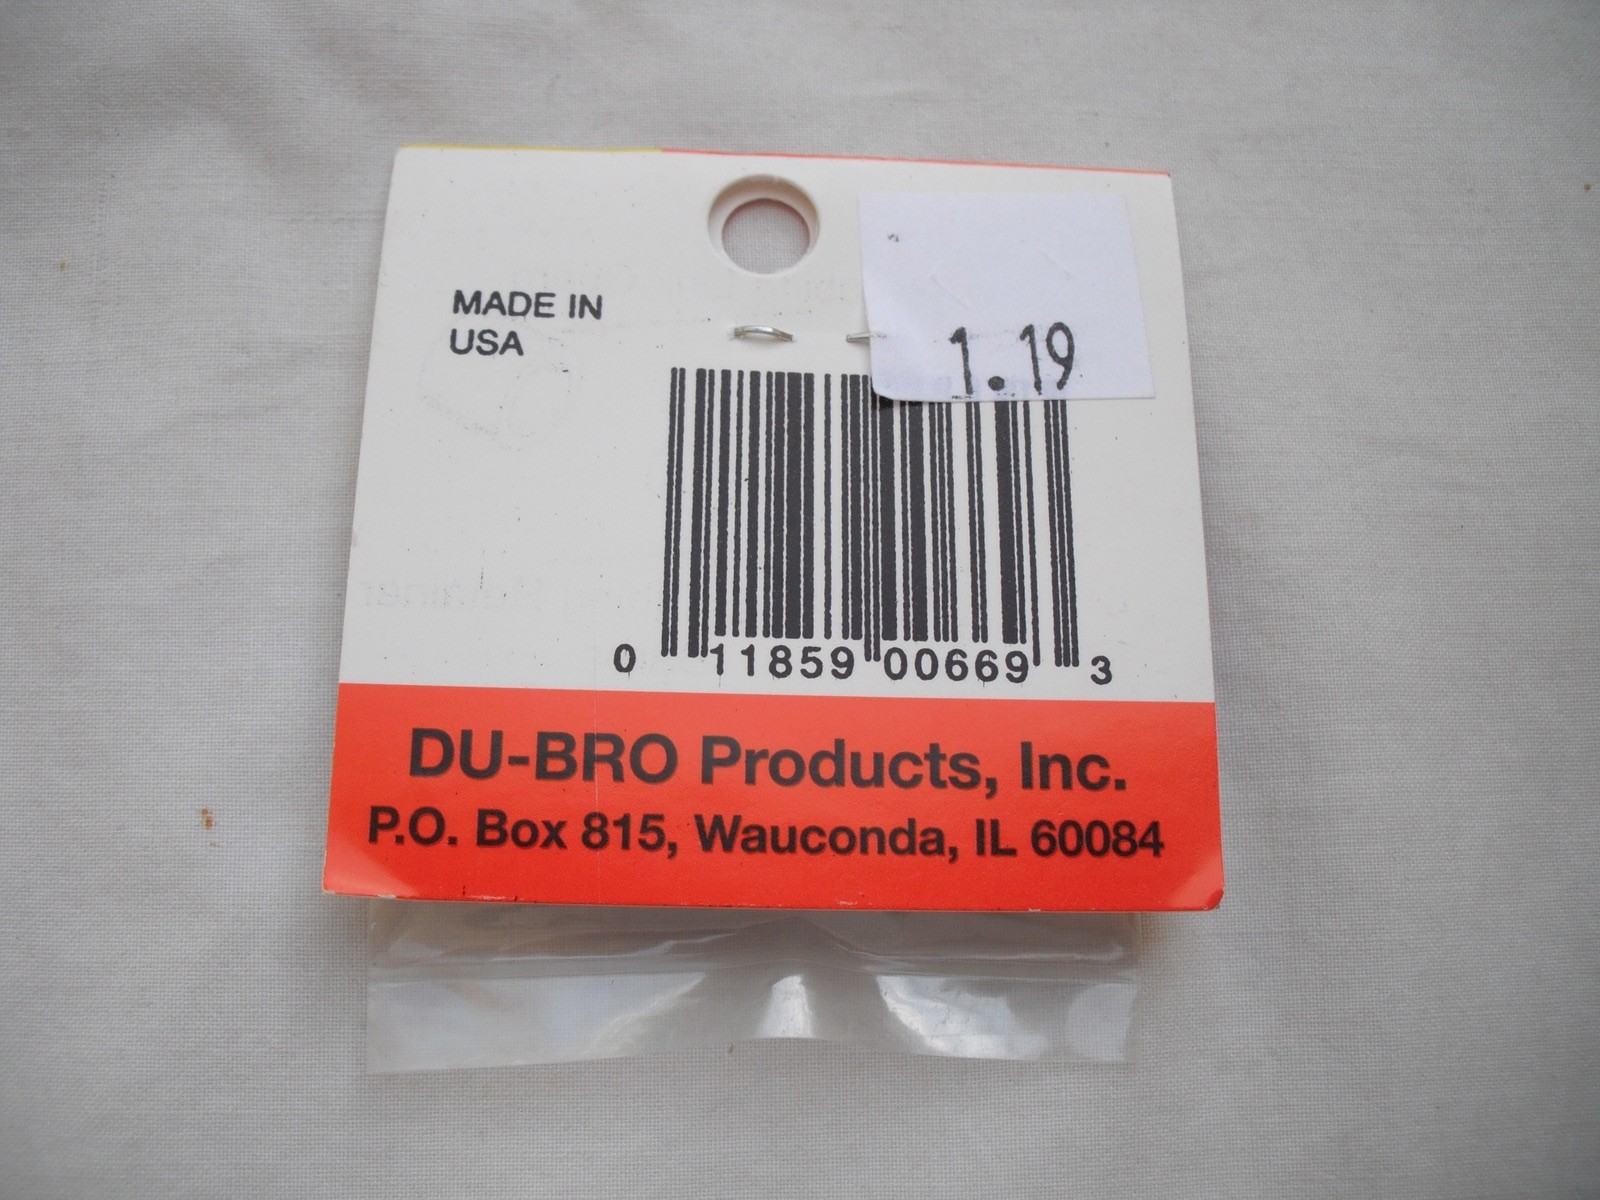 1.19
MADE IN
USA
0 11859 00669 3
DU-BRO Products, Inc.
P.O. Box 815, Wauconda, IL 60084